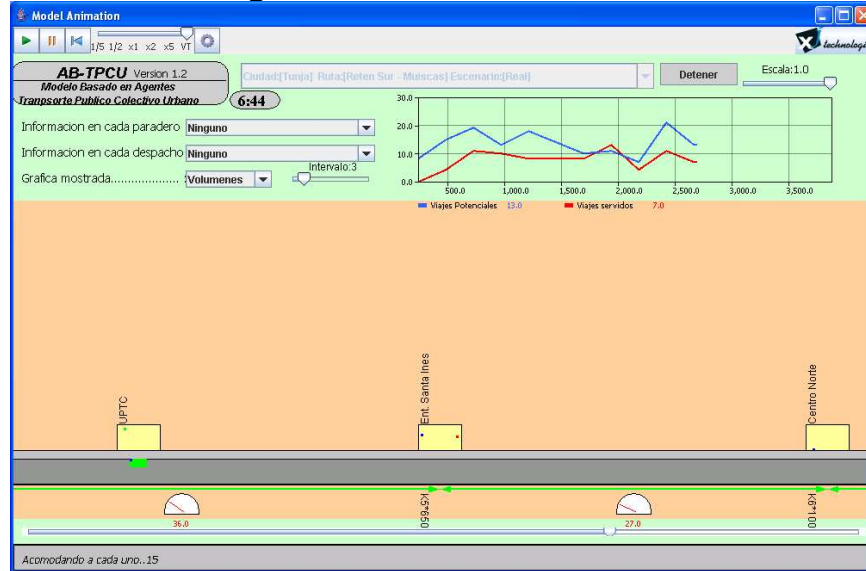 Model Animation
1/5 1/2 x1 x2 x5 VT
technologi
AB-TPCU Version 1.2
Modelo Basado en Agentes
Tranpsorte Publico Colectivo Urbano
6:44
Ciudad:[Tunja] Ruta:[Reten Sur - Muiscas] Escenario:[Real]
Detener
Escala:1.0
Informacion en cada paradero Ninguno
Informacion en cada despacho Ninguno
Grafica mostrada.................. :Volumenes
Intervalo:3
30.0
20.0
10.0
0.0
500.0 1,000.0 1,500.0 2,000.0 2,500.0 3,000.0 3,500.0
Viajes Potenciales 13.0 Viajes servidos 7.0
UPTC
Ent. Santa Ines
Centro Norte
36.0
K5+659
27.0
K6+100
Acomodando a cada uno..15